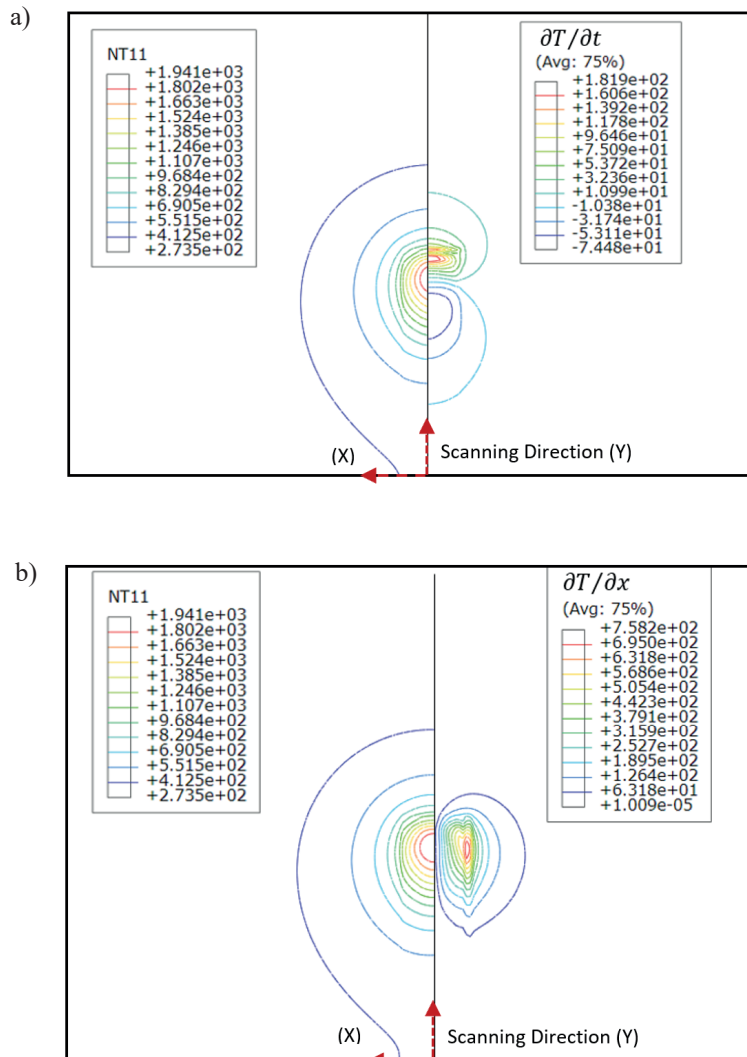 a)
NT11
+1.941e+03
+1.802e+03
+1.663e+03
+1.524e+03
+1.385e+03
+1.246e+03
+1.107e+03
+9.684e+02
+8.294e+02
+6.905e+02
+5.515e+02
+4.125e+02
+2.735e+02
∂T/∂t
(Avg: 75%)
+1.819e+02
+1.606e+02
+1.392e+02
+1.178e+02
+9.646e+01
+7.509e+01
+5.372e+01
+3.236e+01
+1.099e+01
-1.038e+01
-3.174e+01
-5.311e+01
-7.448e+01
(X)
Scanning Direction (Y)
b)
NT11
+1.941e+03
+1.802e+03
+1.663e+03
+1.524e+03
+1.385e+03
+1.246e+03
+1.107e+03
+9.684e+02
+8.294e+02
+6.905e+02
+5.515e+02
+4.125e+02
+2.735e+02
∂T/∂x
(Avg: 75%)
+7.582e+02
+6.950e+02
+6.318e+02
+5.686e+02
+5.054e+02
+4.423e+02
+3.791e+02
+3.159e+02
+2.527e+02
+1.895e+02
+1.264e+02
+6.318e+01
+1.009e-05
(X)
Scanning Direction (Y)